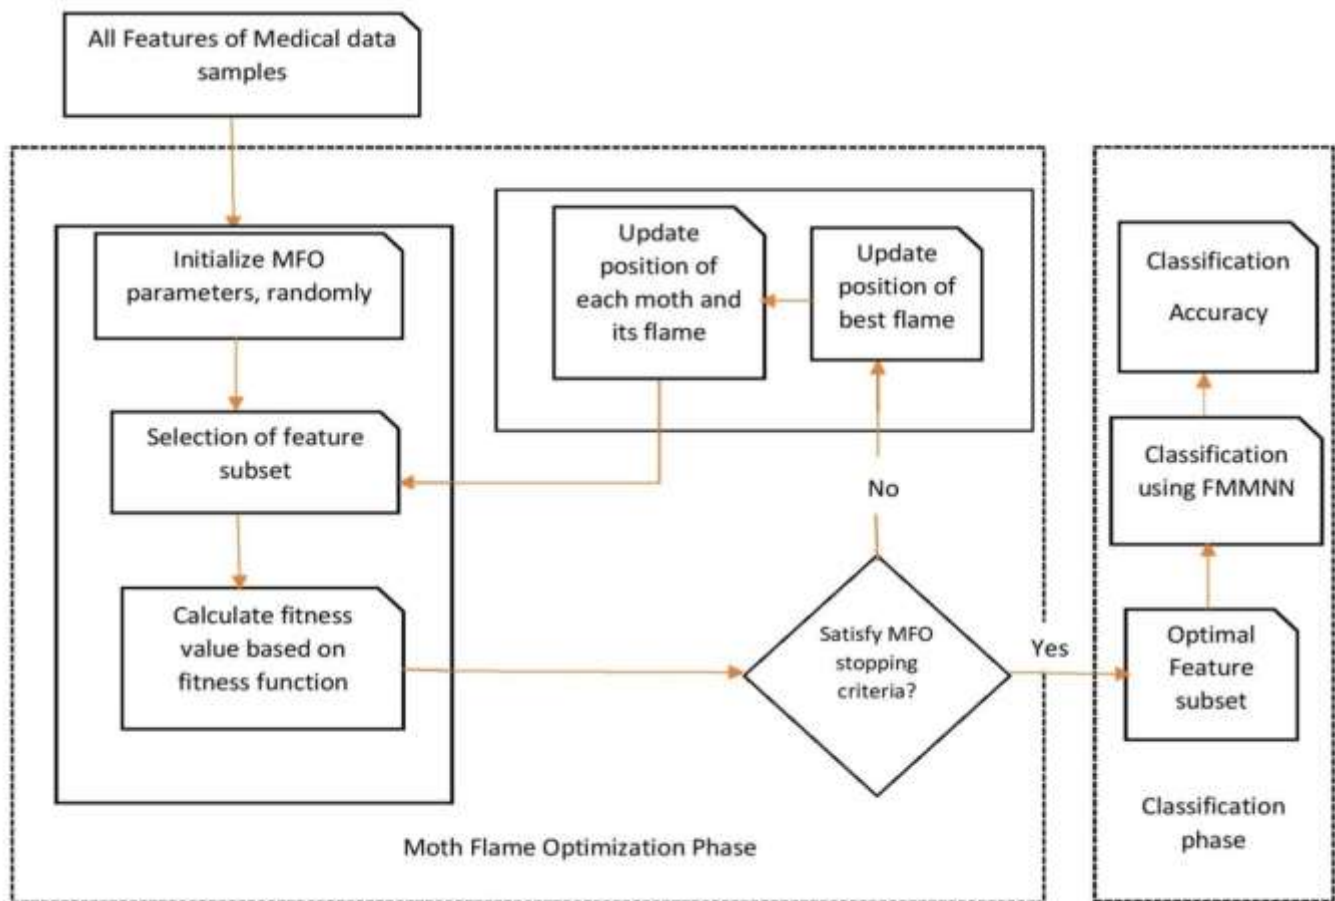 All Features of Medical data
samples
Initialize MFO
parameters, randomly
Selection of feature
subset
Calculate fitness
value based on
fitness function
Update
position of
each moth and
its flame
Update
position of
best flame
No
Satisfy MFO
stopping
criteria?
Yes
Moth Flame Optimization Phase
Classification
Accuracy
Classification
using FMMNN
Optimal
Feature
subset
Classification
phase